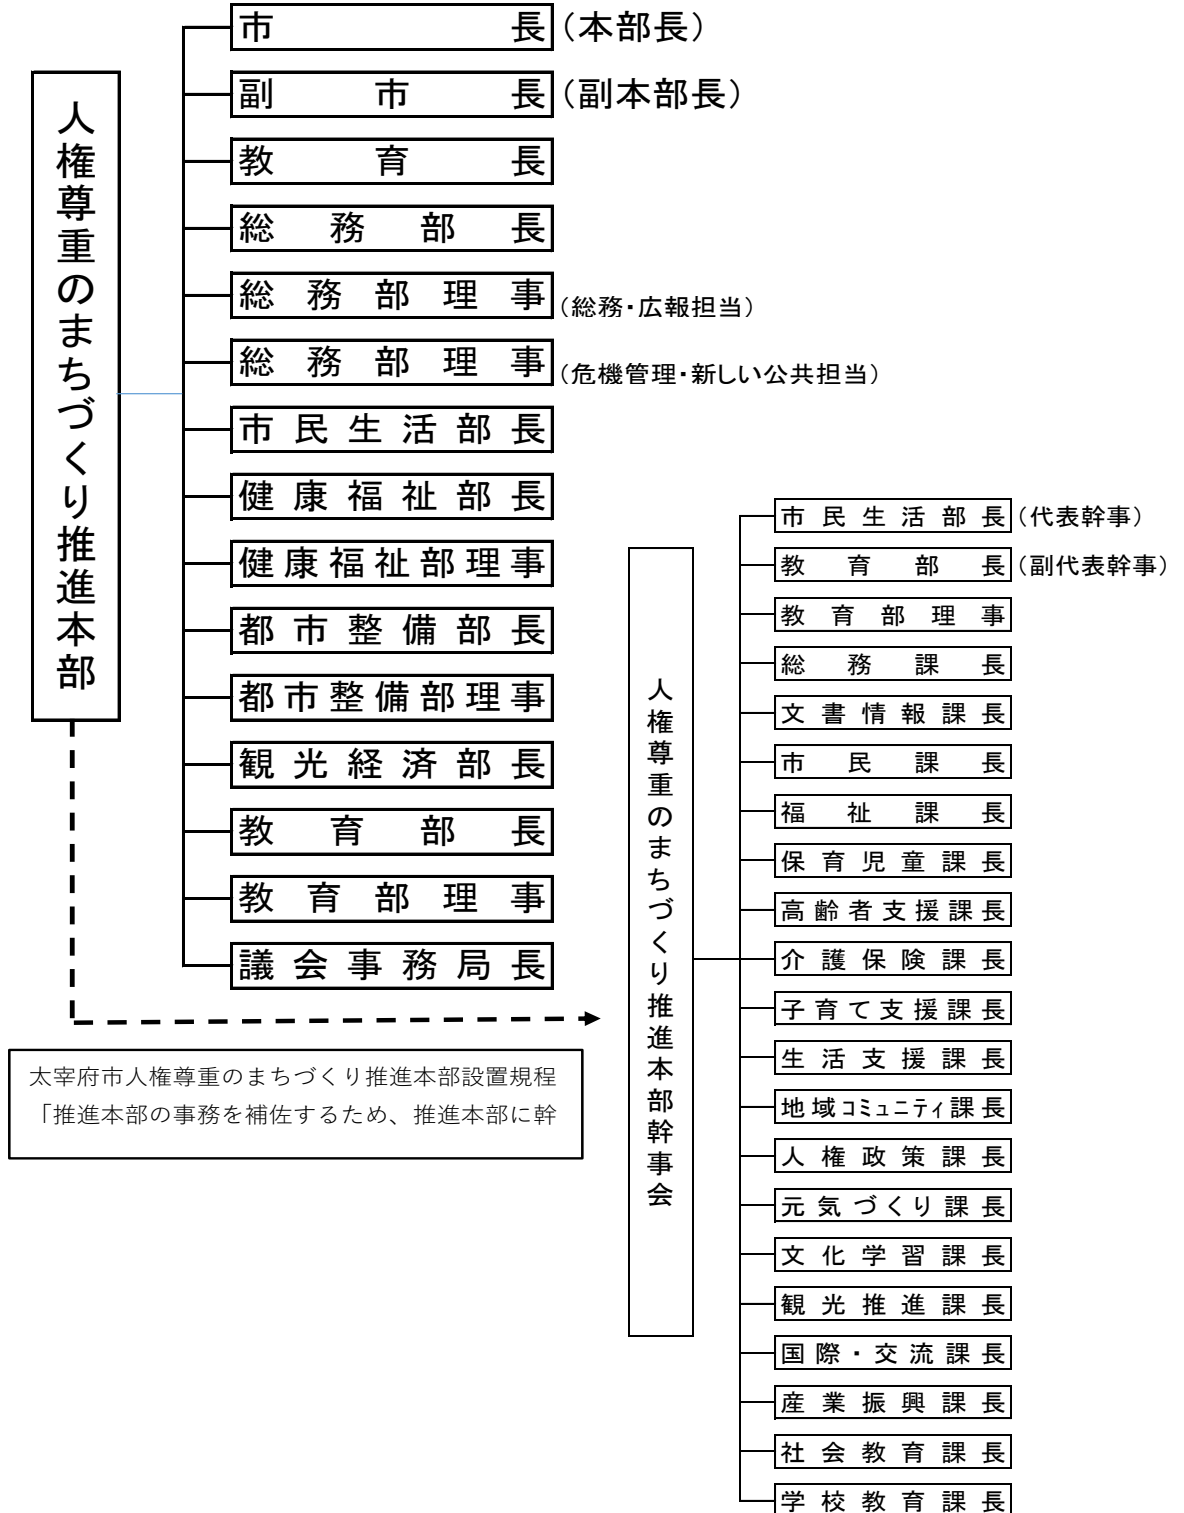 人権尊重のまちづくり推進本部
市長(本部長)
副市長(副本部長)
教育長
総務部長
総務部理事(総務・広報担当)
総務部理事(危機管理・新しい公共担当)
市民生活部長
健康福祉部長
健康福祉部理事
都市整備部長
都市整備部理事
観光経済部長
教育部長
教育部理事
議会事務局長
太宰府市人権尊重のまちづくり推進本部設置規程
「推進本部の事務を補佐するため、推進本部に幹
人権尊重のまちづくり推進本部幹事会
市民生活部長(代表幹事)
教育部長(副代表幹事)
教育部理事
総務課長
文書情報課長
市民課長
福祉課長
保育児童課長
高齢者支援課長
介護保険課長
子育て支援課長
生活支援課長
地域コミュニティ課長
人権政策課長
元気づくり課長
文化学習課長
観光推進課長
国際・交流課長
産業振興課長
社会教育課長
学校教育課長